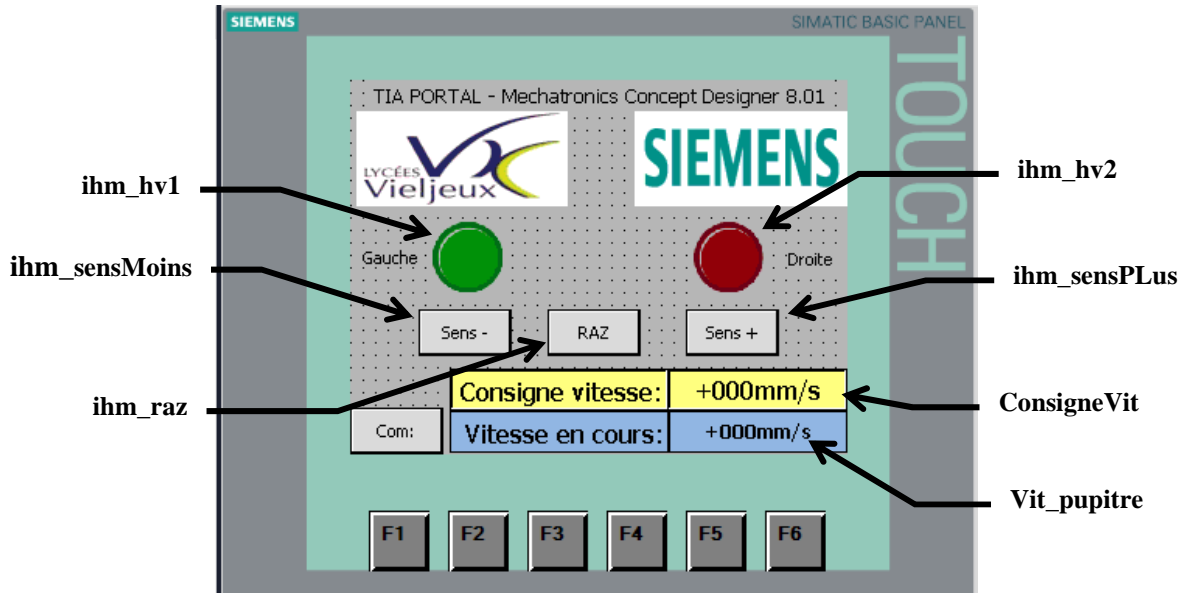 SIEMENS
SIMATIC BASIC PANEL
TOUCH
TIA PORTAL - Mechatronics Concept Designer 8.01
LYCÉES
Vieljeux
SIEMENS
ihm_hv1
ihm_hv2
Gauche
Droite
ihm_sensMoins
ihm_sensPLus
Sens -
RAZ
Sens +
ihm_raz
Consigne vitesse: +000mm/s
ConsigneVit
Com:
Vitesse en cours: +000mm/s
Vit_pupitre
F1 F2 F3 F4 F5 F6